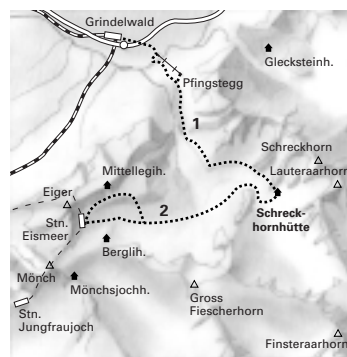 Grindelwald
Glecksteinh.
Pfingstegg
1
Schreckhorn
Lauteraarhorn
Mittellegih.
Eiger
Schreck-
hornhütte
Stn.
Eismeer
2
Berglih.
Mönch
Mönchsjochh.
Gross
Fiescherhorn
Stn.
Jungfraujoch
Finsteraarhorn